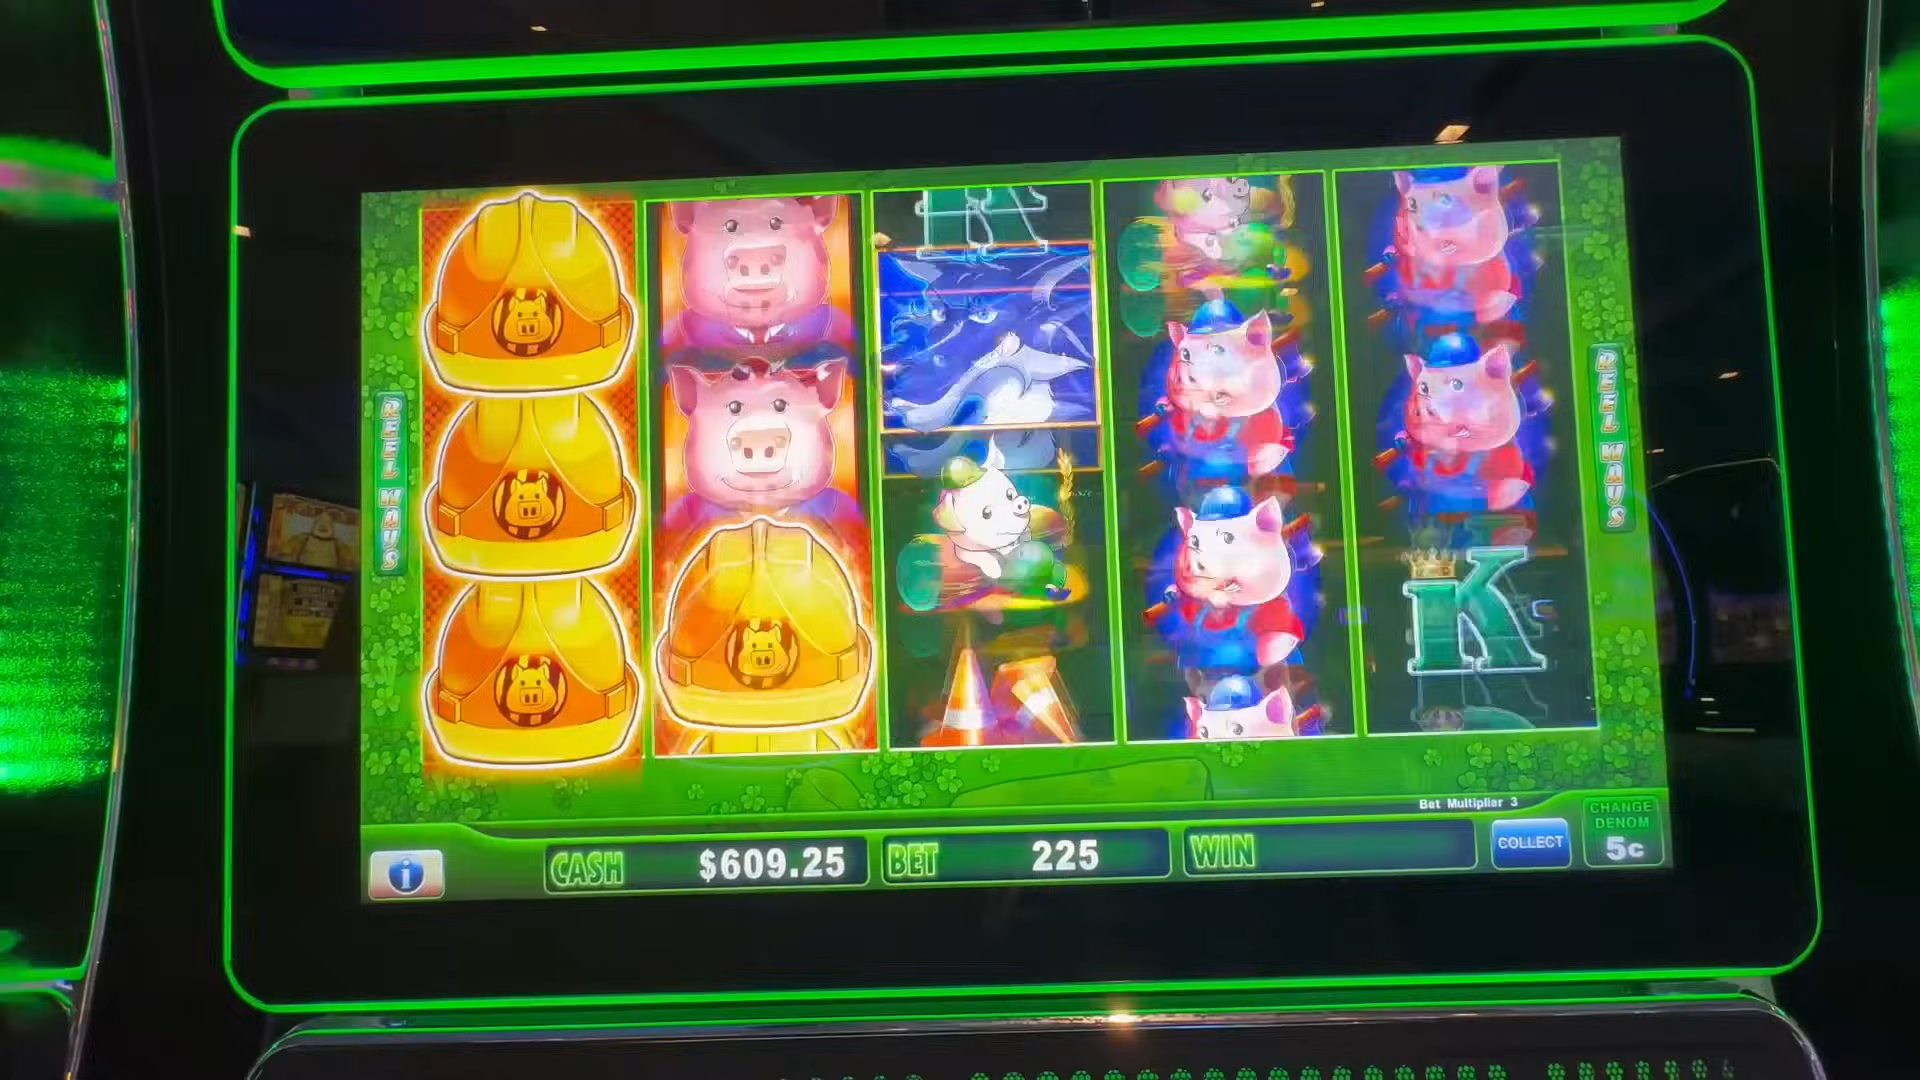 REEL WAYS
REEL WAYS
K
Bet Multiplier 3
CHANGE
DENOM
5c
COLLECT
i
CASH $609.25
BET 225
WIN